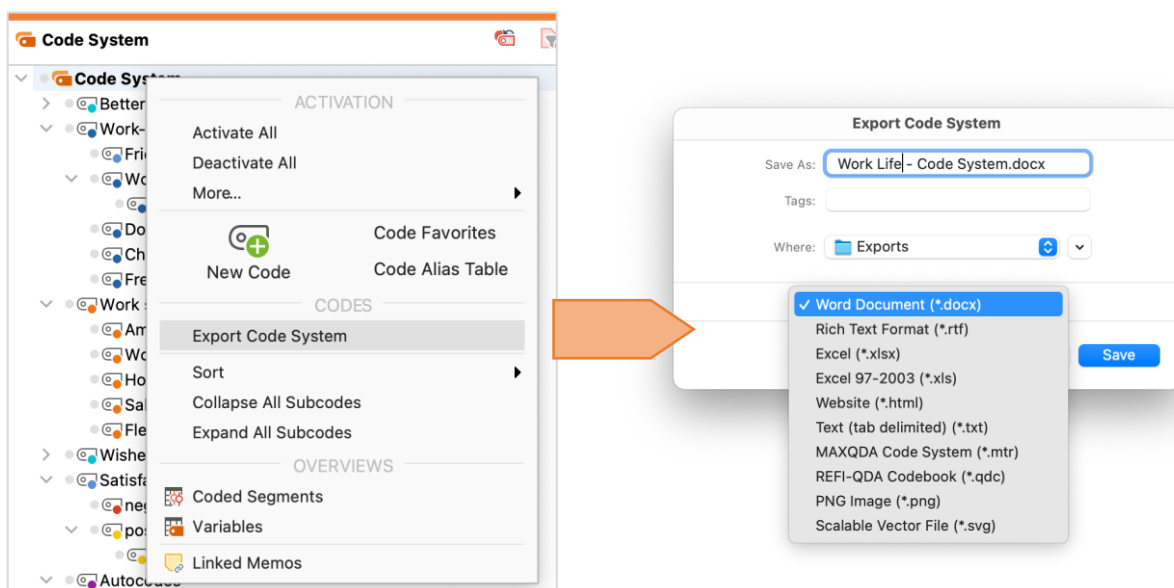 Code System
Code System
Better
Work-
Fri
Wo
Do
Ch
Fre
Work
Am
Wo
Ho
Sal
Fle
Wishe
Satisfa
neg
pos
Autocodes
ACTIVATION
Activate All
Deactivate All
More...
New Code
Code Favorites
Code Alias Table
CODES
Export Code System
Sort
Collapse All Subcodes
Expand All Subcodes
OVERVIEWS
Coded Segments
Variables
Linked Memos
Export Code System
Save As: Work Life - Code System.docx
Tags:
Where: Exports
Word Document (*.docx)
Rich Text Format (*.rtf)
Excel (*.xlsx)
Excel 97-2003 (*.xls)
Website (*.html)
Text (tab delimited) (*.txt)
MAXQDA Code System (*.mtr)
REFI-QDA Codebook (*.qdc)
PNG Image (*.png)
Scalable Vector File (*.svg)
Save